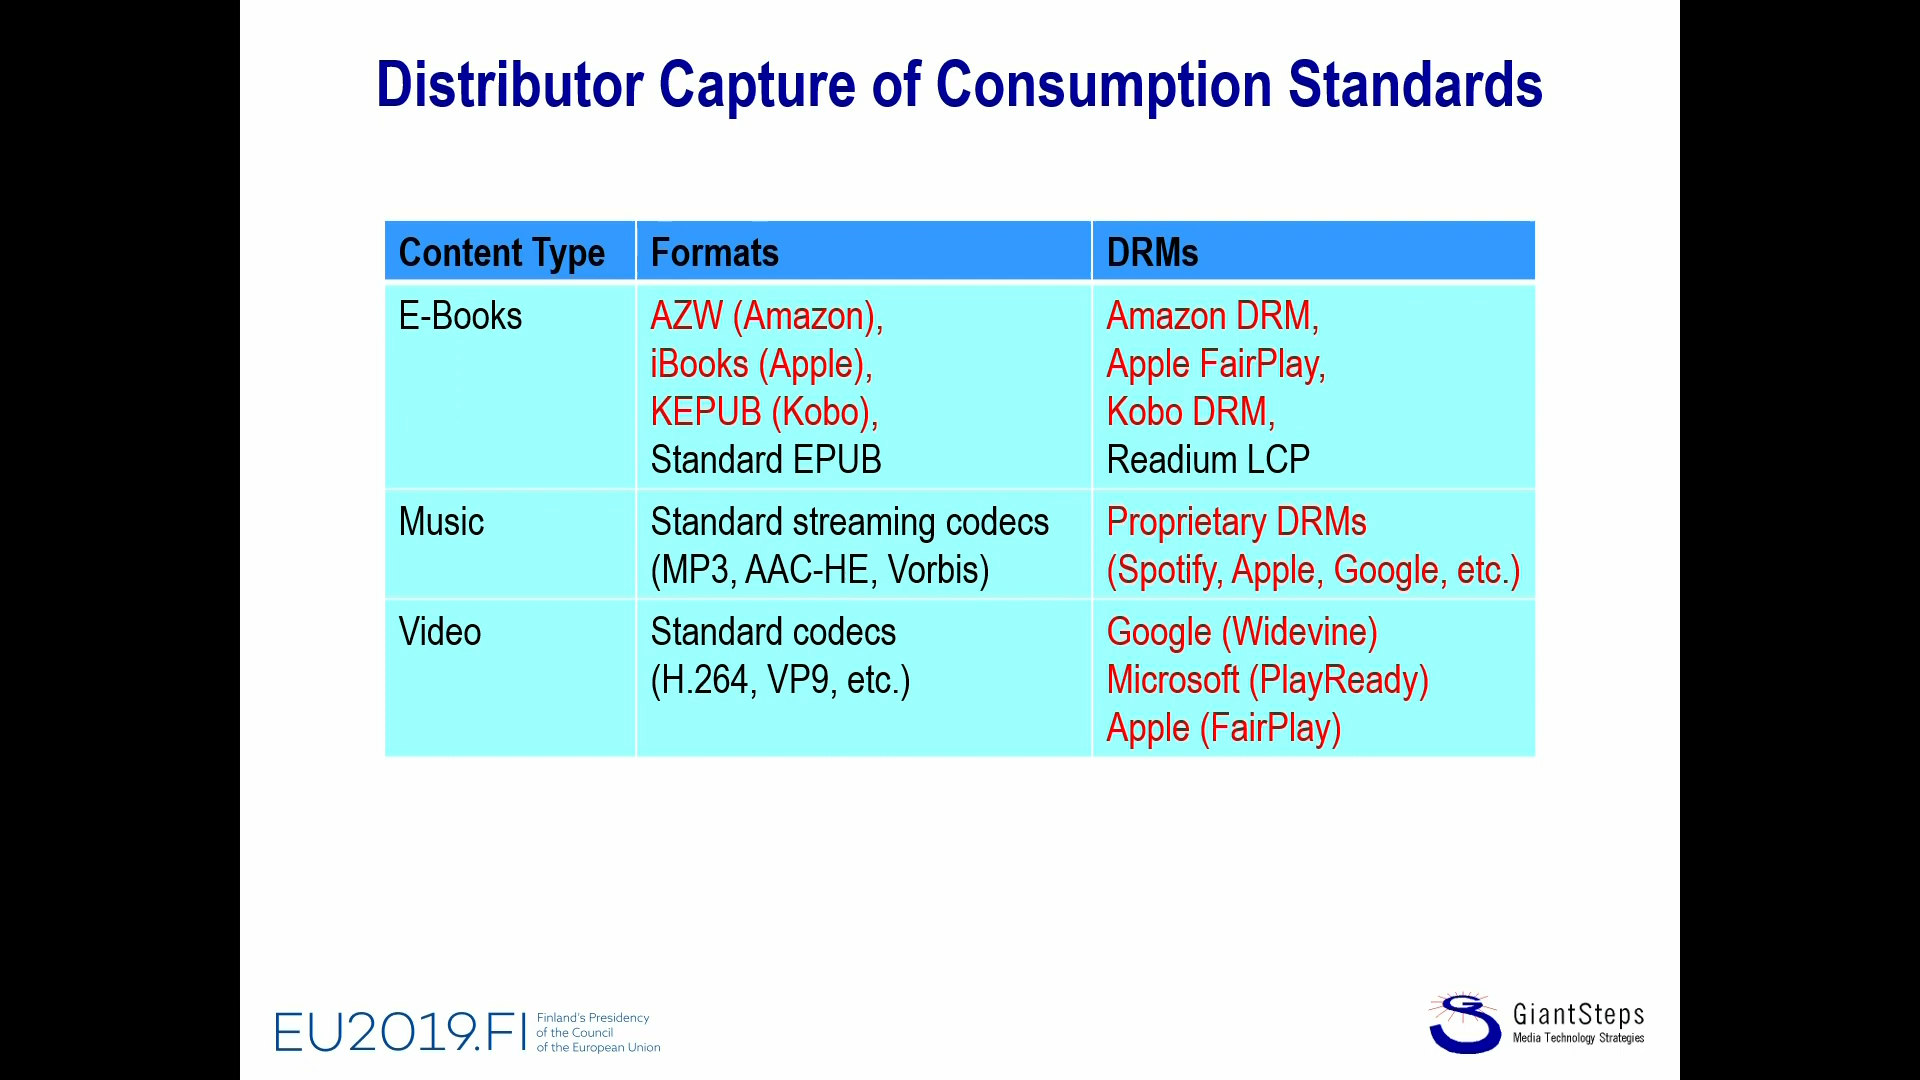 Distributor Capture of Consumption Standards
Content Type
Formats
DRMs
E-Books
AZW (Amazon),
iBooks (Apple),
KEPUB (Kobo),
Standard EPUB
Amazon DRM,
Apple FairPlay,
Kobo DRM,
Readium LCP
Music
Standard streaming codecs
(MP3, AAC-HE, Vorbis)
Proprietary DRMs
(Spotify, Apple, Google, etc.)
Video
Standard codecs
(H.264, VP9, etc.)
Google (Widevine)
Microsoft (PlayReady)
Apple (FairPlay)
EU2019.FI
Finland's Presidency
of the Council
of the European Union
GiantSteps
Media Technology Strategies